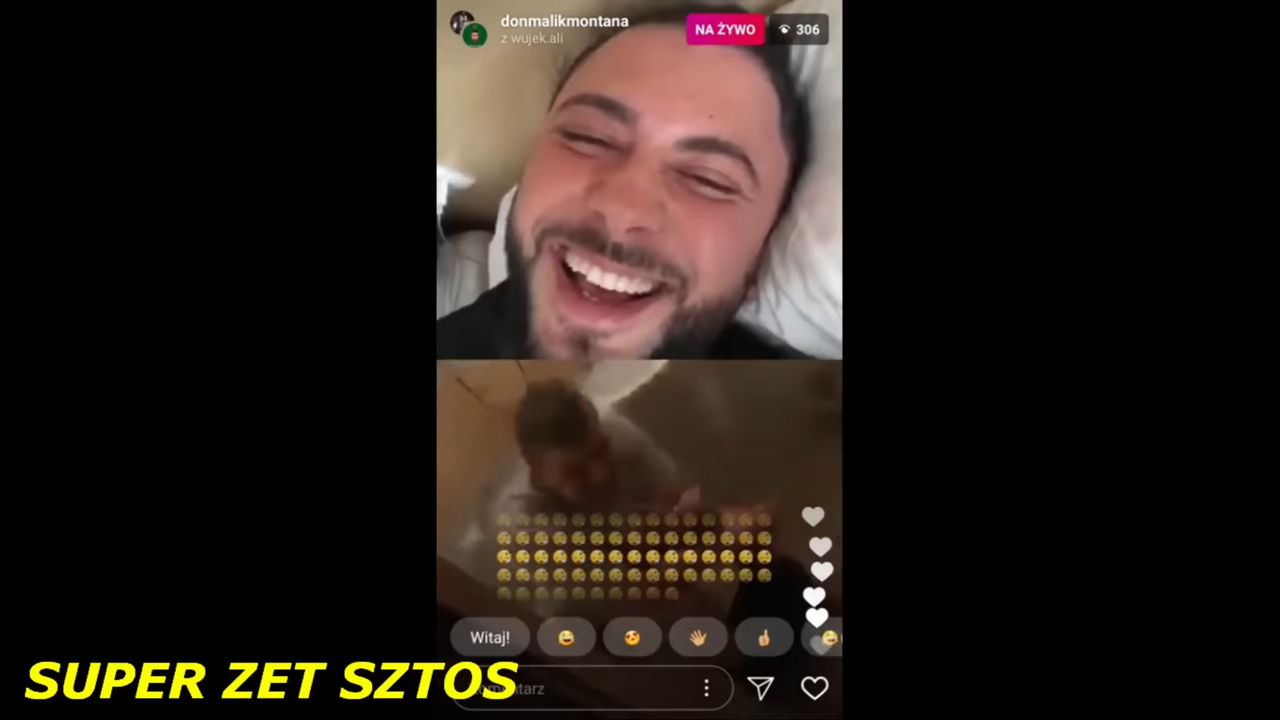 donmalikmontana
z wujek.ali
NA ŻYWO
306
Witaj!
SUPER ZET SZTOS